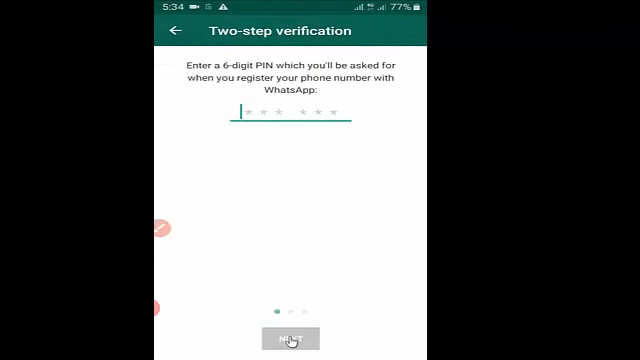 5:34 77%
Two-step verification
Enter a 6-digit PIN which you'll be asked for
when you register your phone number with
WhatsApp:
* * * * * *
NEXT